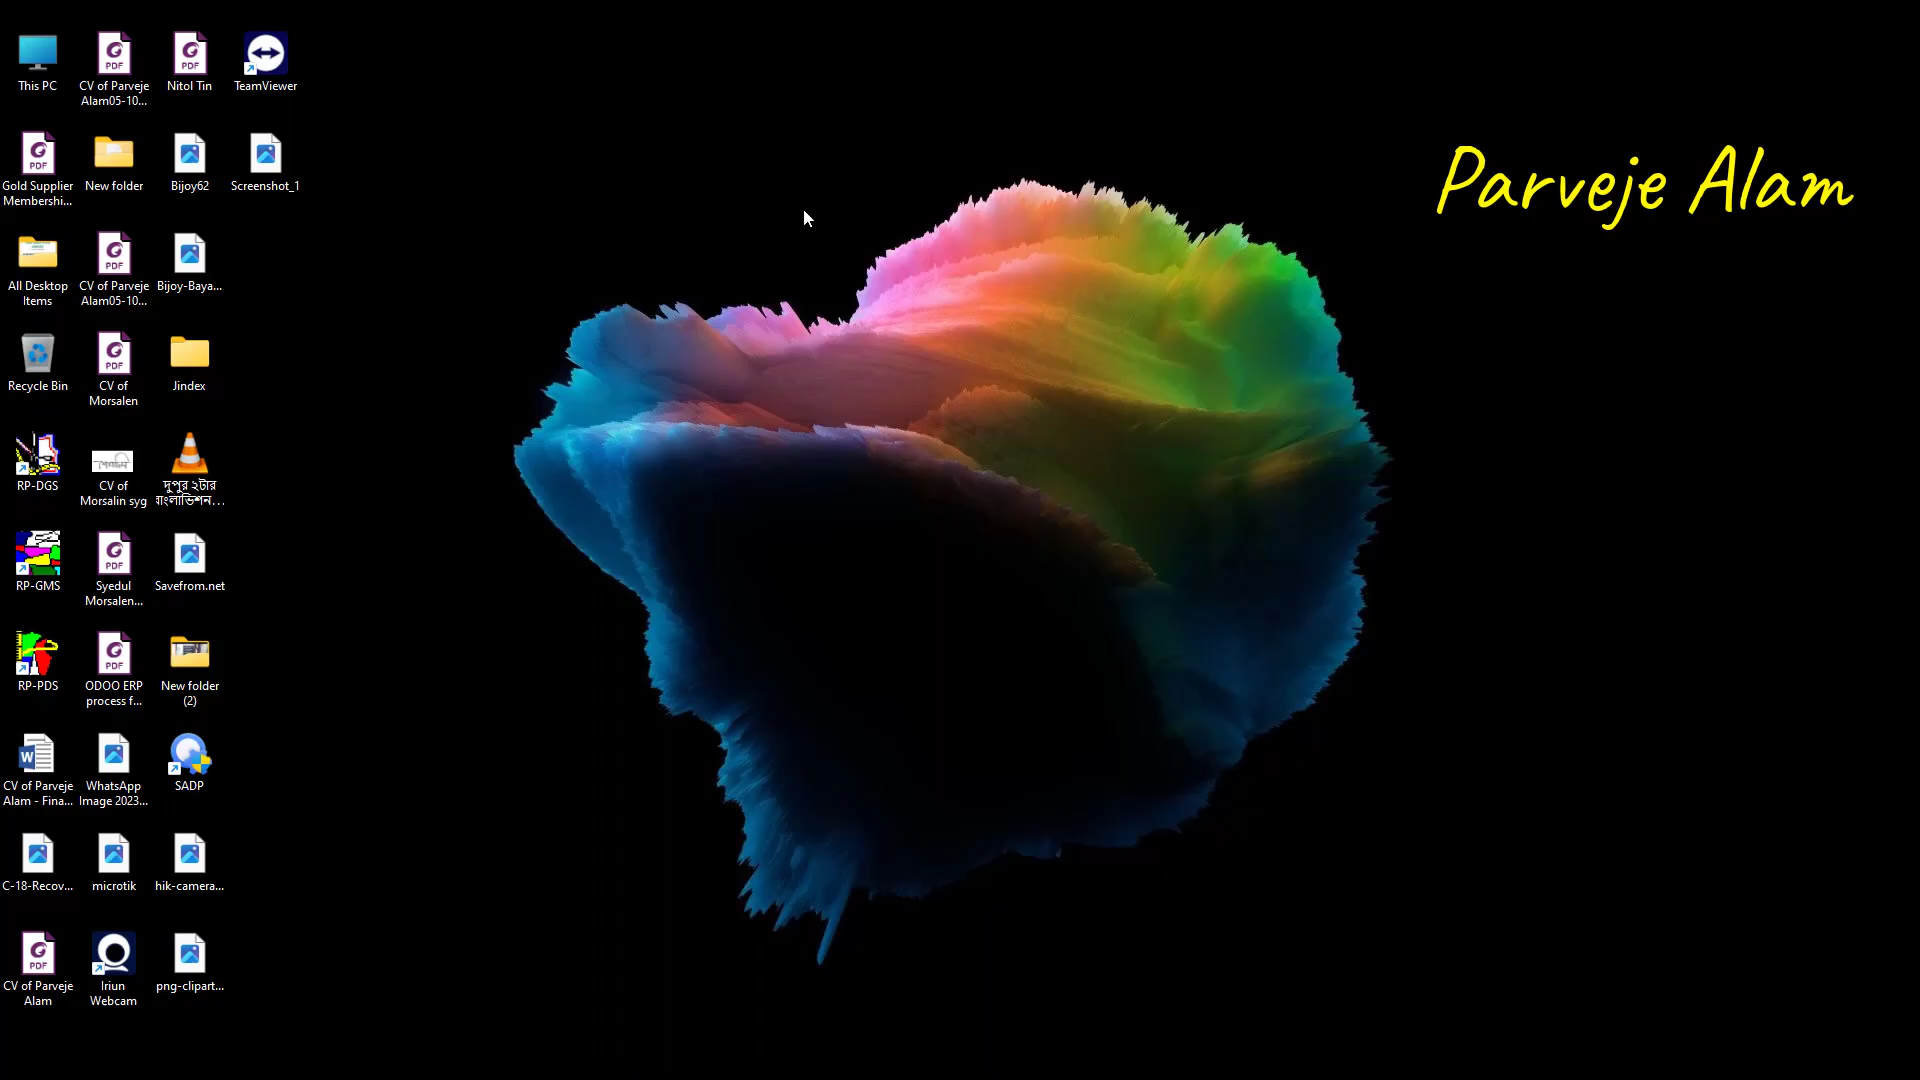 This PC
CV of Parveje
Alam05-10...
Nitol Tin
TeamViewer
Gold Supplier
Membershi...
New folder
Bijoy62
Screenshot_1
Parveje Alam
All Desktop
Items
CV of Parveje
Alam05-10...
Bijoy-Baya...
Recycle Bin
CV of
Morsalen
Jindex
RP-DGS
CV of
Morsalin syg
দুপুর ২টার
বাংলাভিশন...
RP-GMS
Syedul
Morsalen...
Savefrom.net
RP-PDS
ODOO ERP
process f...
New folder
(2)
CV of Parveje
Alam - Fina...
WhatsApp
Image 2023...
SADP
C-18-Recov...
microtik
hik-camera...
CV of Parveje
Alam
Iriun
Webcam
png-clipart...